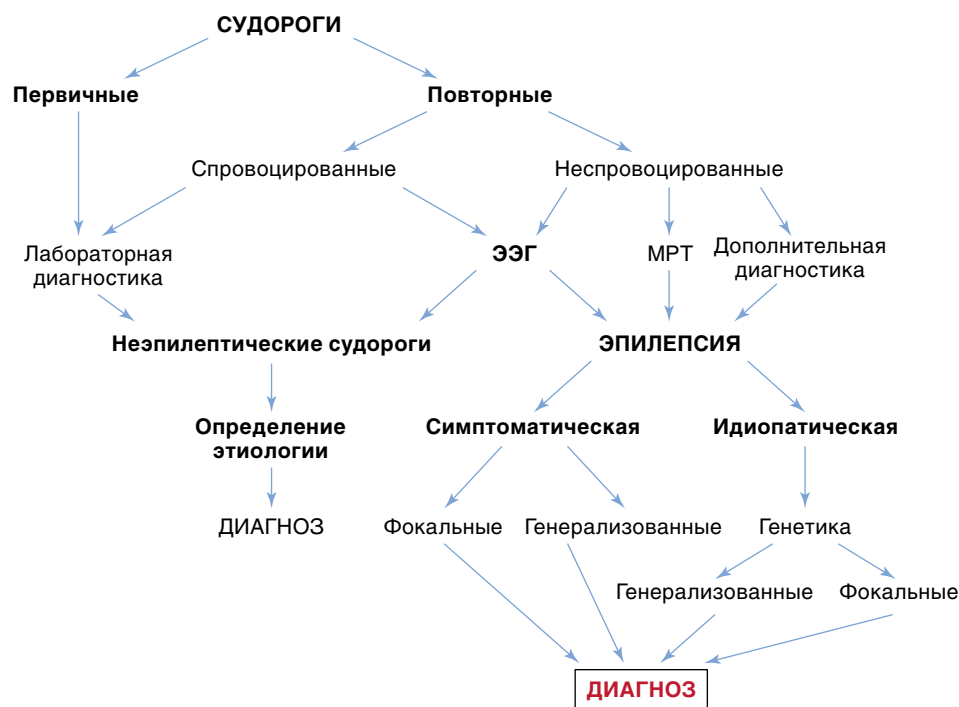 СУДОРОГИ
Первичные
Повторные
Спровоцированные
Неспровоцированные
Лабораторная
диагностика
ЭЭГ
МРТ
Дополнительная
диагностика
Неэпилептические судороги
ЭПИЛЕПСИЯ
Определение
этиологии
Симптоматическая
Идиопатическая
ДИАГНОЗ
Фокальные
Генерализованные
Генетика
Генерализованные
Фокальные
ДИАГНОЗ